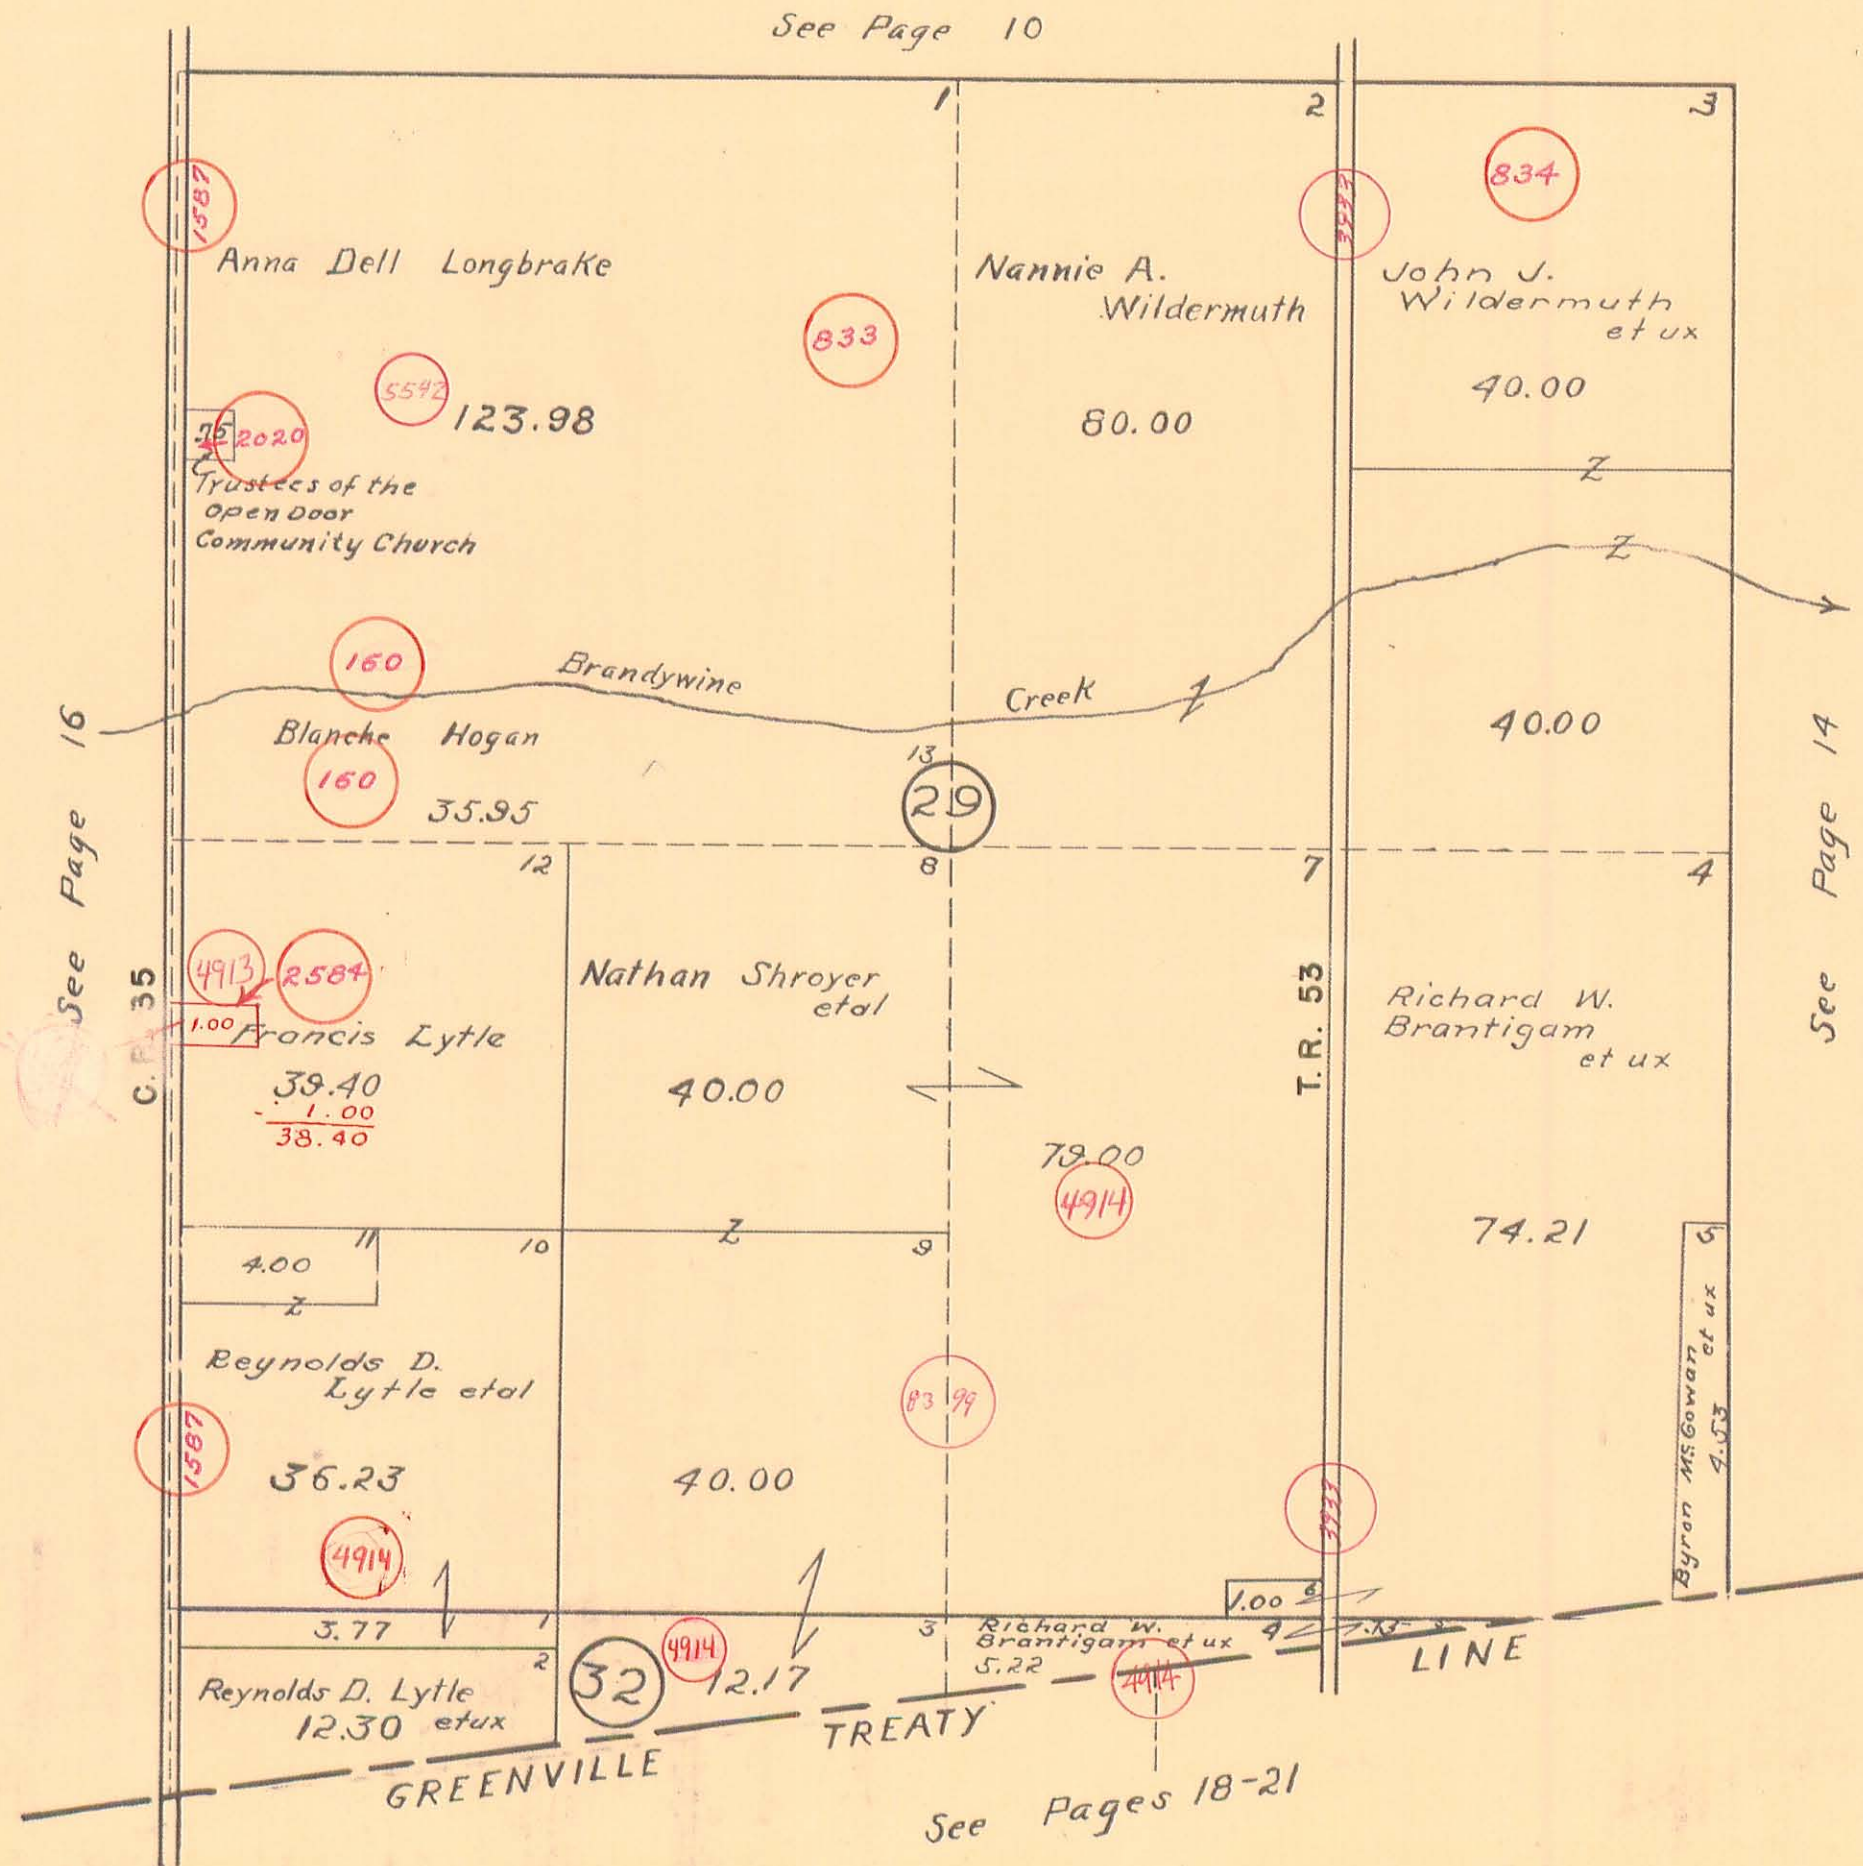 See Page 10
1
2
3
1587
3933
834
Anna Dell Longbrake
Nannie A.
Wildermuth
John J.
Wildermuth
et ux
833
5542
123.98
80.00
40.00
.75
2020
Trustees of the
Open Door
Community Church
Z
Z
160
Brandywine
Creek
Z
See Page 16
Blanche Hogan
13
40.00
See Page 14
160
35.95
29
12
8
7
4
4913
2584
Nathan Shroyer
etal
C. R. 35
T. R. 53
Richard W.
Brantigam
et ux
1.00
Francis Lytle
39.40
- 1.00
38.40
40.00
79.00
4914
74.21
11
10
Z
9
5
4.00
Z
Byron McGowan
et ux
4.53
Reynolds D.
Lytle etal
8399
1587
36.23
40.00
3933
4914
1.00
6
3.77
1
3
Richard W.
Brantigam et ux
5.22
4
.75
5
2
32
4914
12.17
4914
Reynolds D. Lytle
12.30 etux
GREENVILLE TREATY LINE
See Pages 18-21